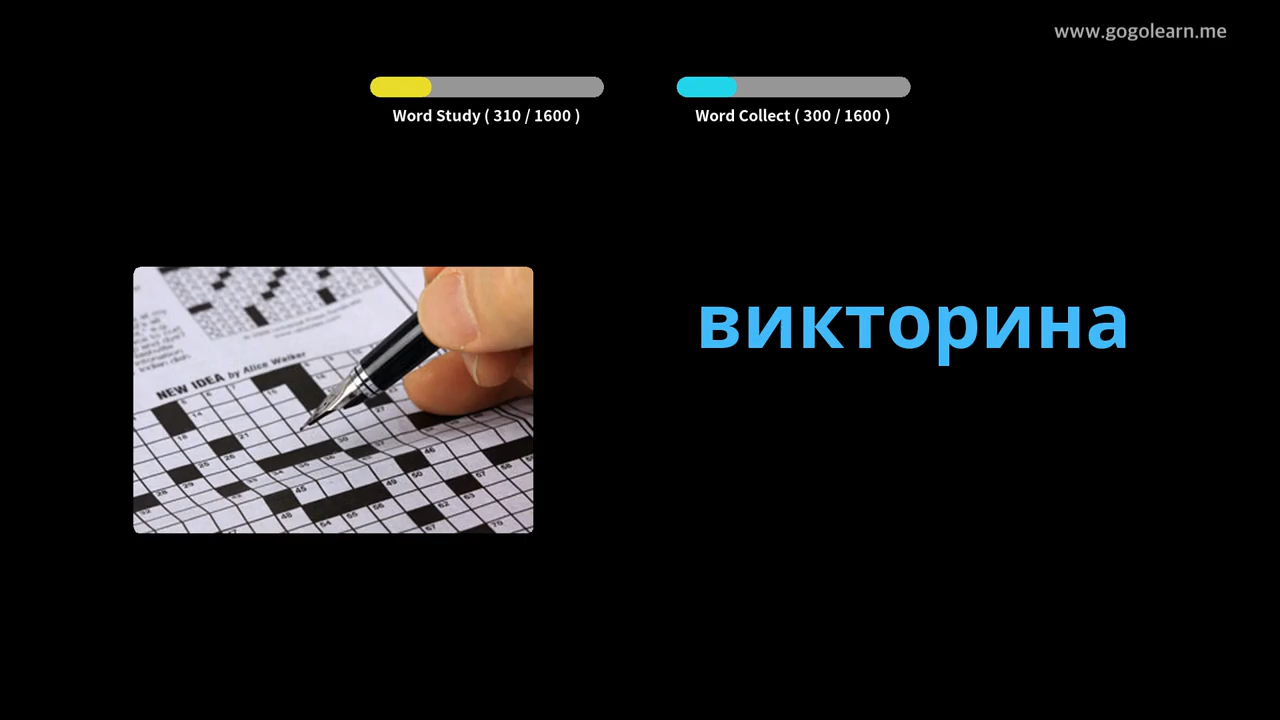 www.gogolearn.me
Word Study ( 310 / 1600 )
Word Collect ( 300 / 1600 )
викторина
NEW IDEA by Alice Walker